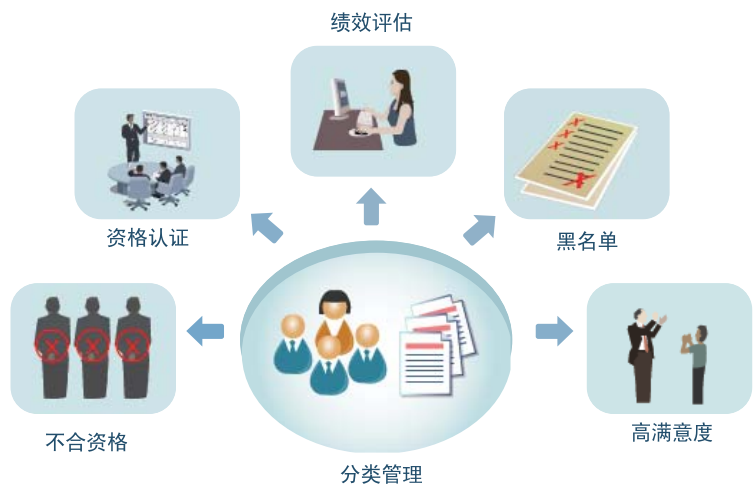 绩效评估
资格认证
黑名单
不合资格
高满意度
分类管理